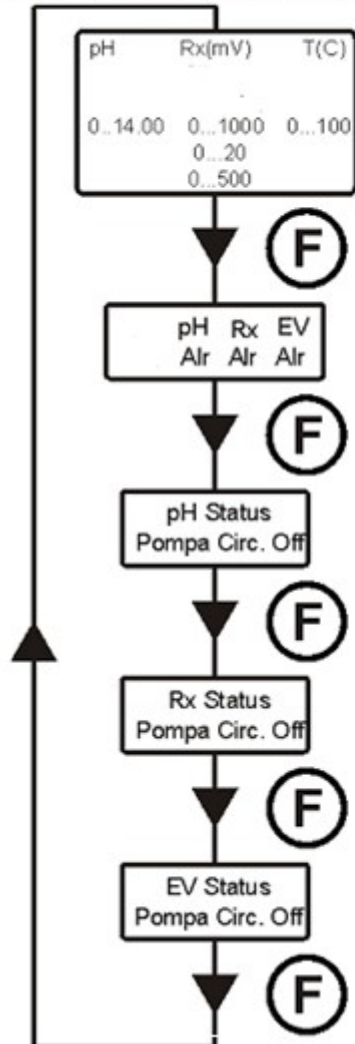 pH Rx(mV) T(C)
0..14.00 0...1000 0...100
0...20
0...500
F
pH Rx EV
Alr Alr Alr
F
pH Status
Pompa Circ. Off
F
Rx Status
Pompa Circ. Off
F
EV Status
Pompa Circ. Off
F